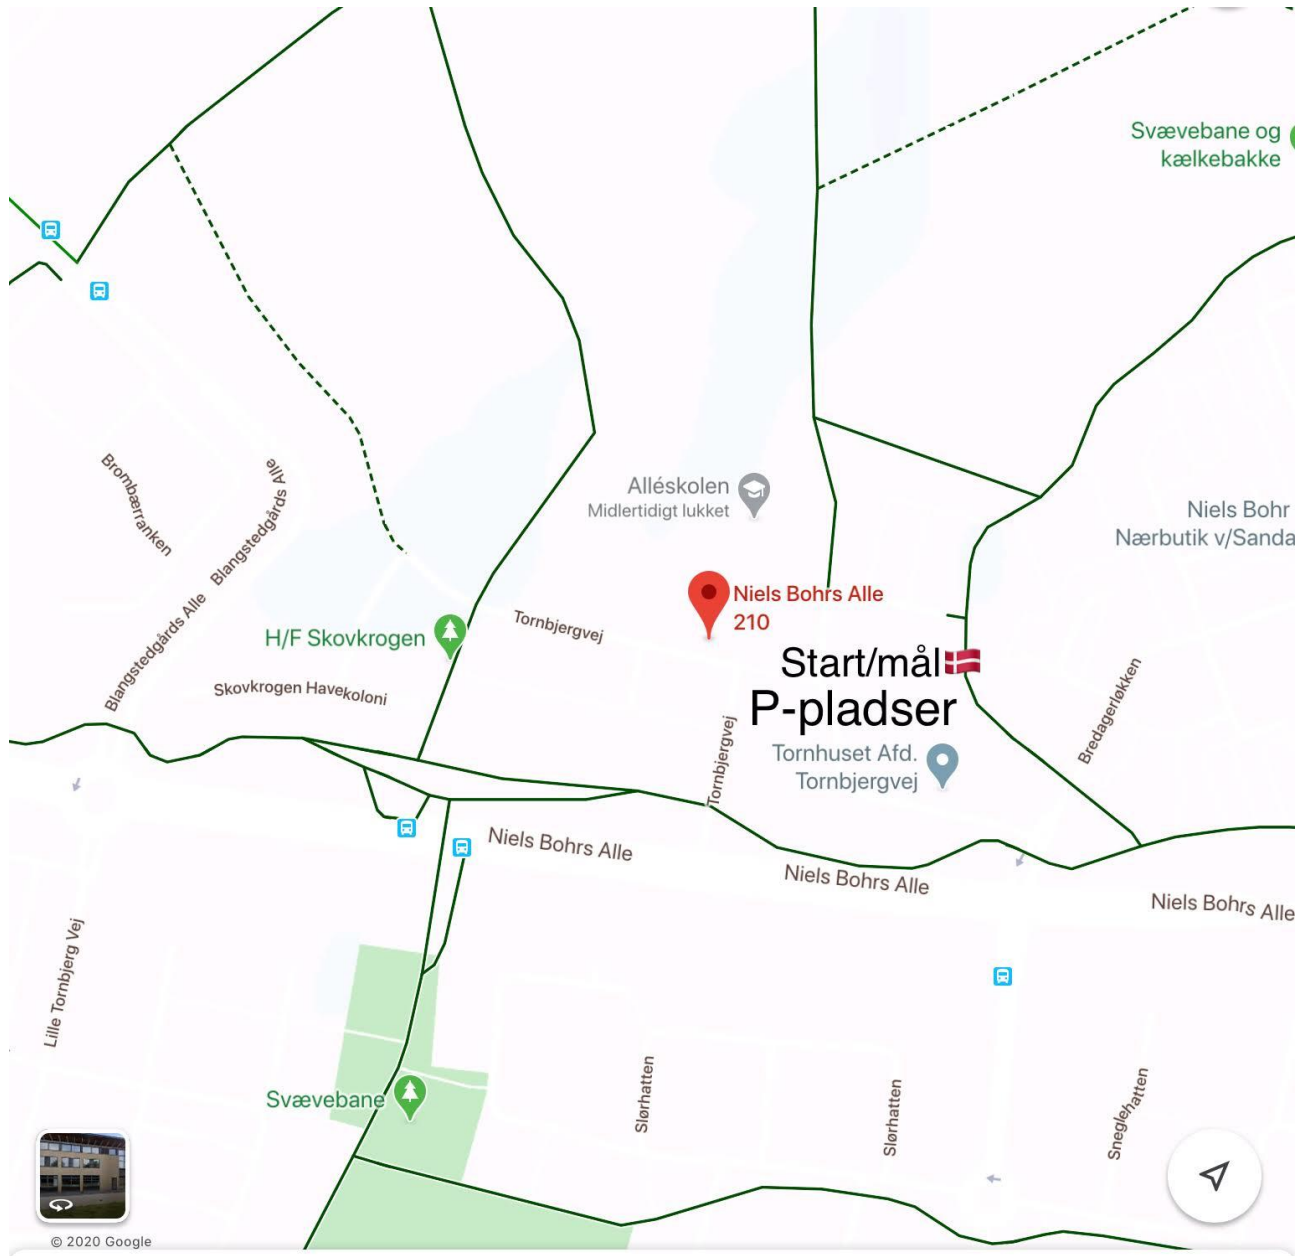 Svævebane og
kælkebakke
Alléskolen
Midlertidigt lukket
Niels Bohr
Nærbutik v/Sanda
Brombærranken
Blangstedgårds Alle
Blangstedgårds Alle
Niels Bohrs Alle
210
Tornbjergvej
H/F Skovkrogen
Start/mål
P-pladser
Skovkrogen Havekoloni
Bredagerløkken
Tornbjergvej
Tornhuset Afd.
Tornbjergvej
Niels Bohrs Alle
Niels Bohrs Alle
Niels Bohrs Alle
Lille Tornbjerg Vej
Svævebane
Slørhatten
Slørhatten
Sneglehatten
© 2020 Google